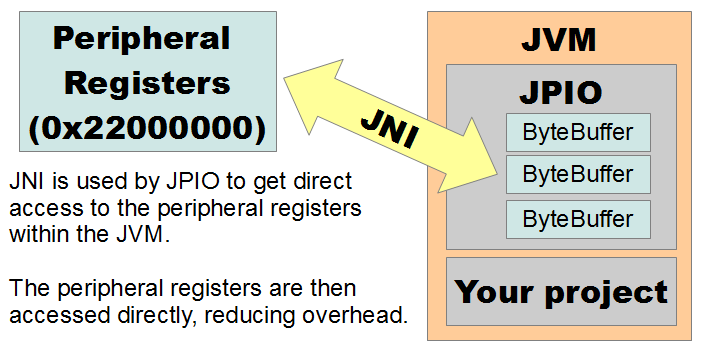 Peripheral
Registers
(0x22000000)
JNI is used by JPIO to get direct
access to the peripheral registers
within the JVM.
The peripheral registers are then
accessed directly, reducing overhead.
JNI
JVM
JPIO
ByteBuffer
ByteBuffer
ByteBuffer
Your project